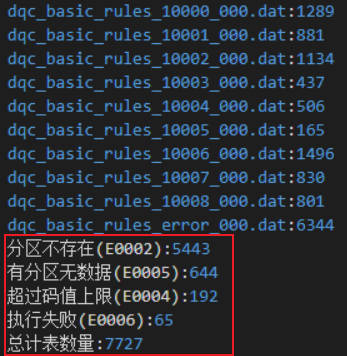 dqc_basic_rules_10000_000.dat:1289
dqc_basic_rules_10001_000.dat:881
dqc_basic_rules_10002_000.dat:1134
dqc_basic_rules_10003_000.dat:437
dqc_basic_rules_10004_000.dat:506
dqc_basic_rules_10005_000.dat:165
dqc_basic_rules_10006_000.dat:1496
dqc_basic_rules_10007_000.dat:830
dqc_basic_rules_10008_000.dat:801
dqc_basic_rules_error_000.dat:6344
分区不存在(E0002):5443
有分区无数据(E0005):644
超过码值上限(E0004):192
执行失败(E0006):65
总计表数量:7727